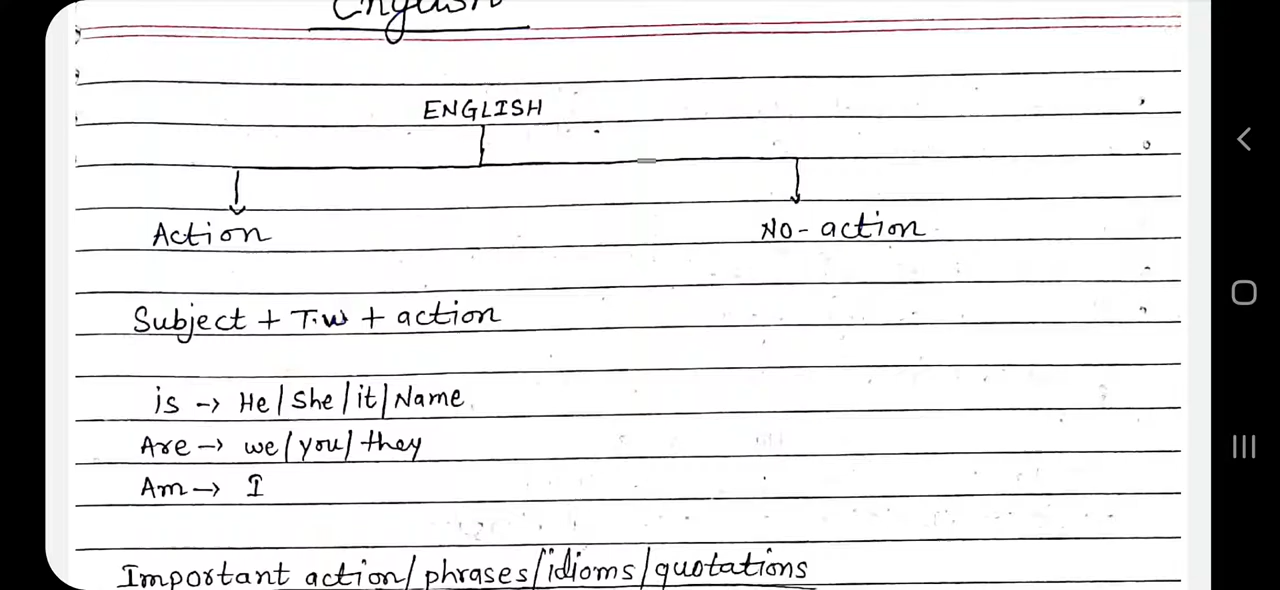 English
ENGLISH
Action No-action
Subject + T.W + action
is → He/She/it/Name
Are → we/you/they
Am → I
Important action/phrases/idioms/quotations